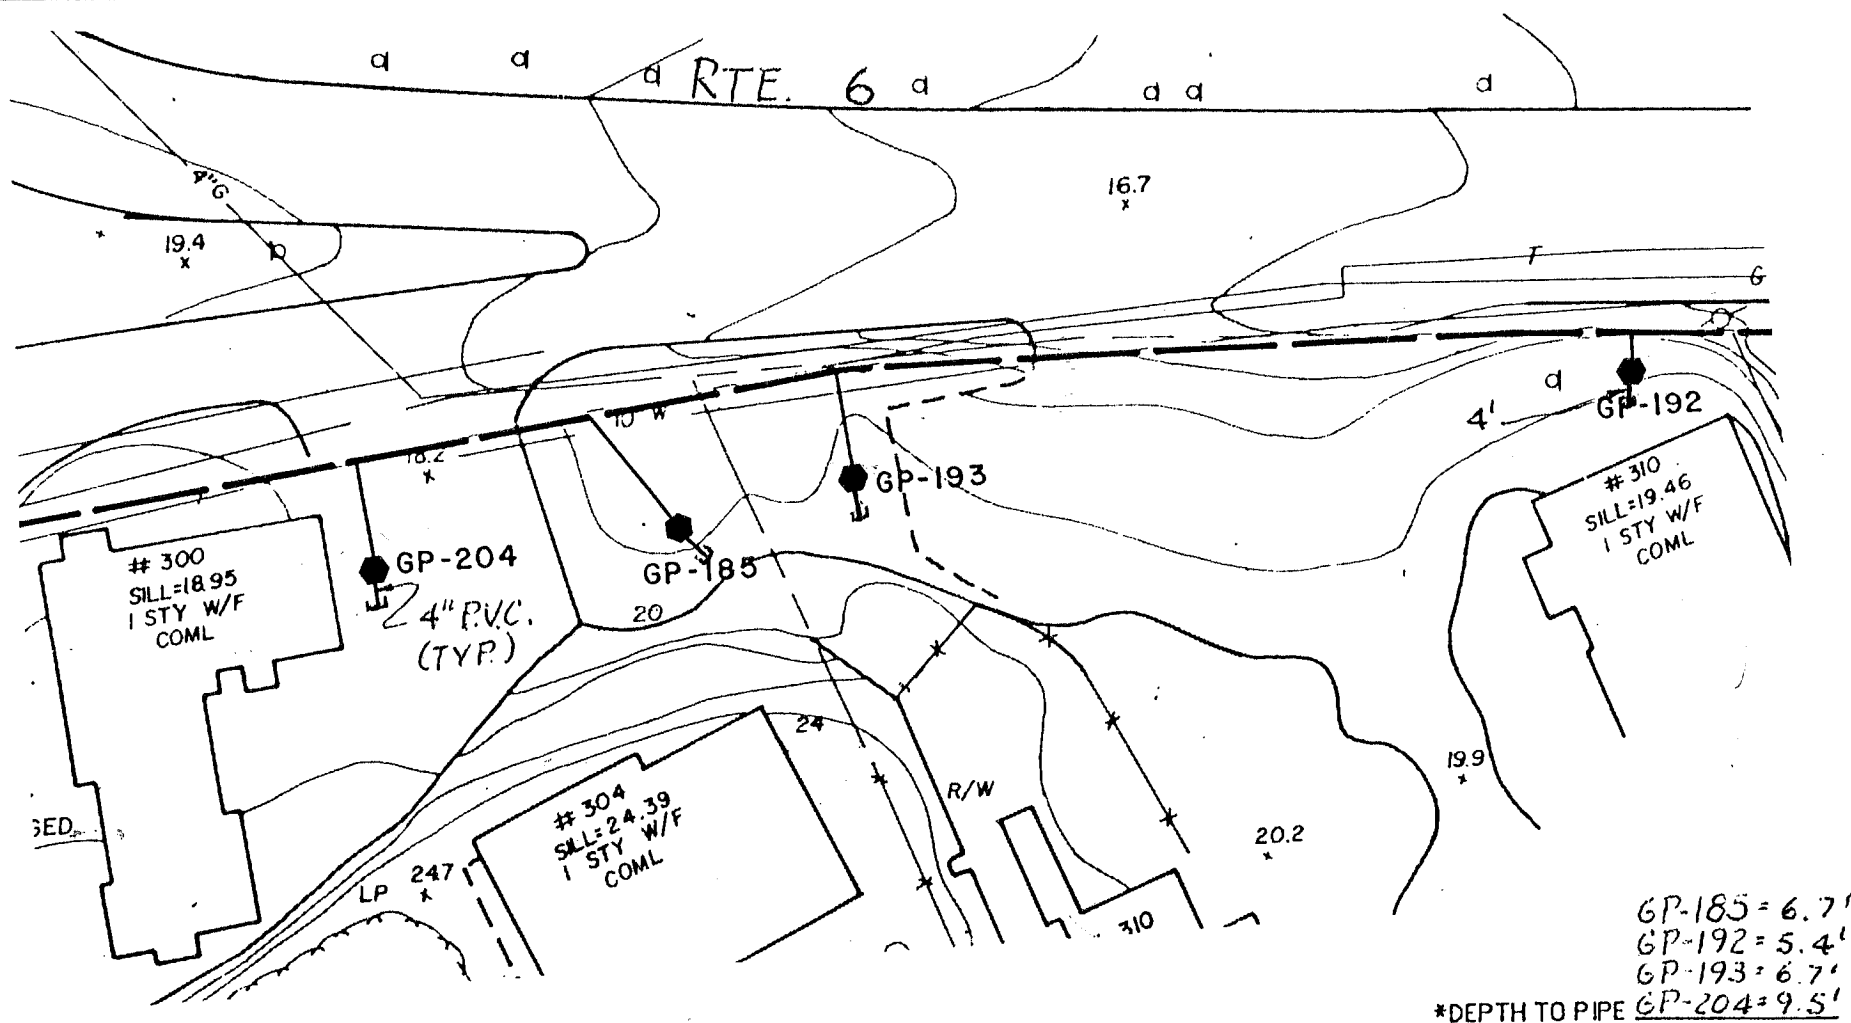 a a a RTE. 6 a a a a
4"G
16.7
19.4
b
T
G
10 W
18.2
a
4'
GP-192
GP-193
# 310
SILL=19.46
1 STY W/F
COML
# 300
SILL=18.95
1 STY W/F
COML
GP-204
GP-185
4" P.V.C.
(TYP.)
20
24
19.9
R/W
# 304
SILL=24.39
1 STY W/F
COML
20.2
247
LP
310
GP-185 = 6.7'
GP-192 = 5.4'
GP-193 = 6.7'
*DEPTH TO PIPE GP-204 = 9.5'